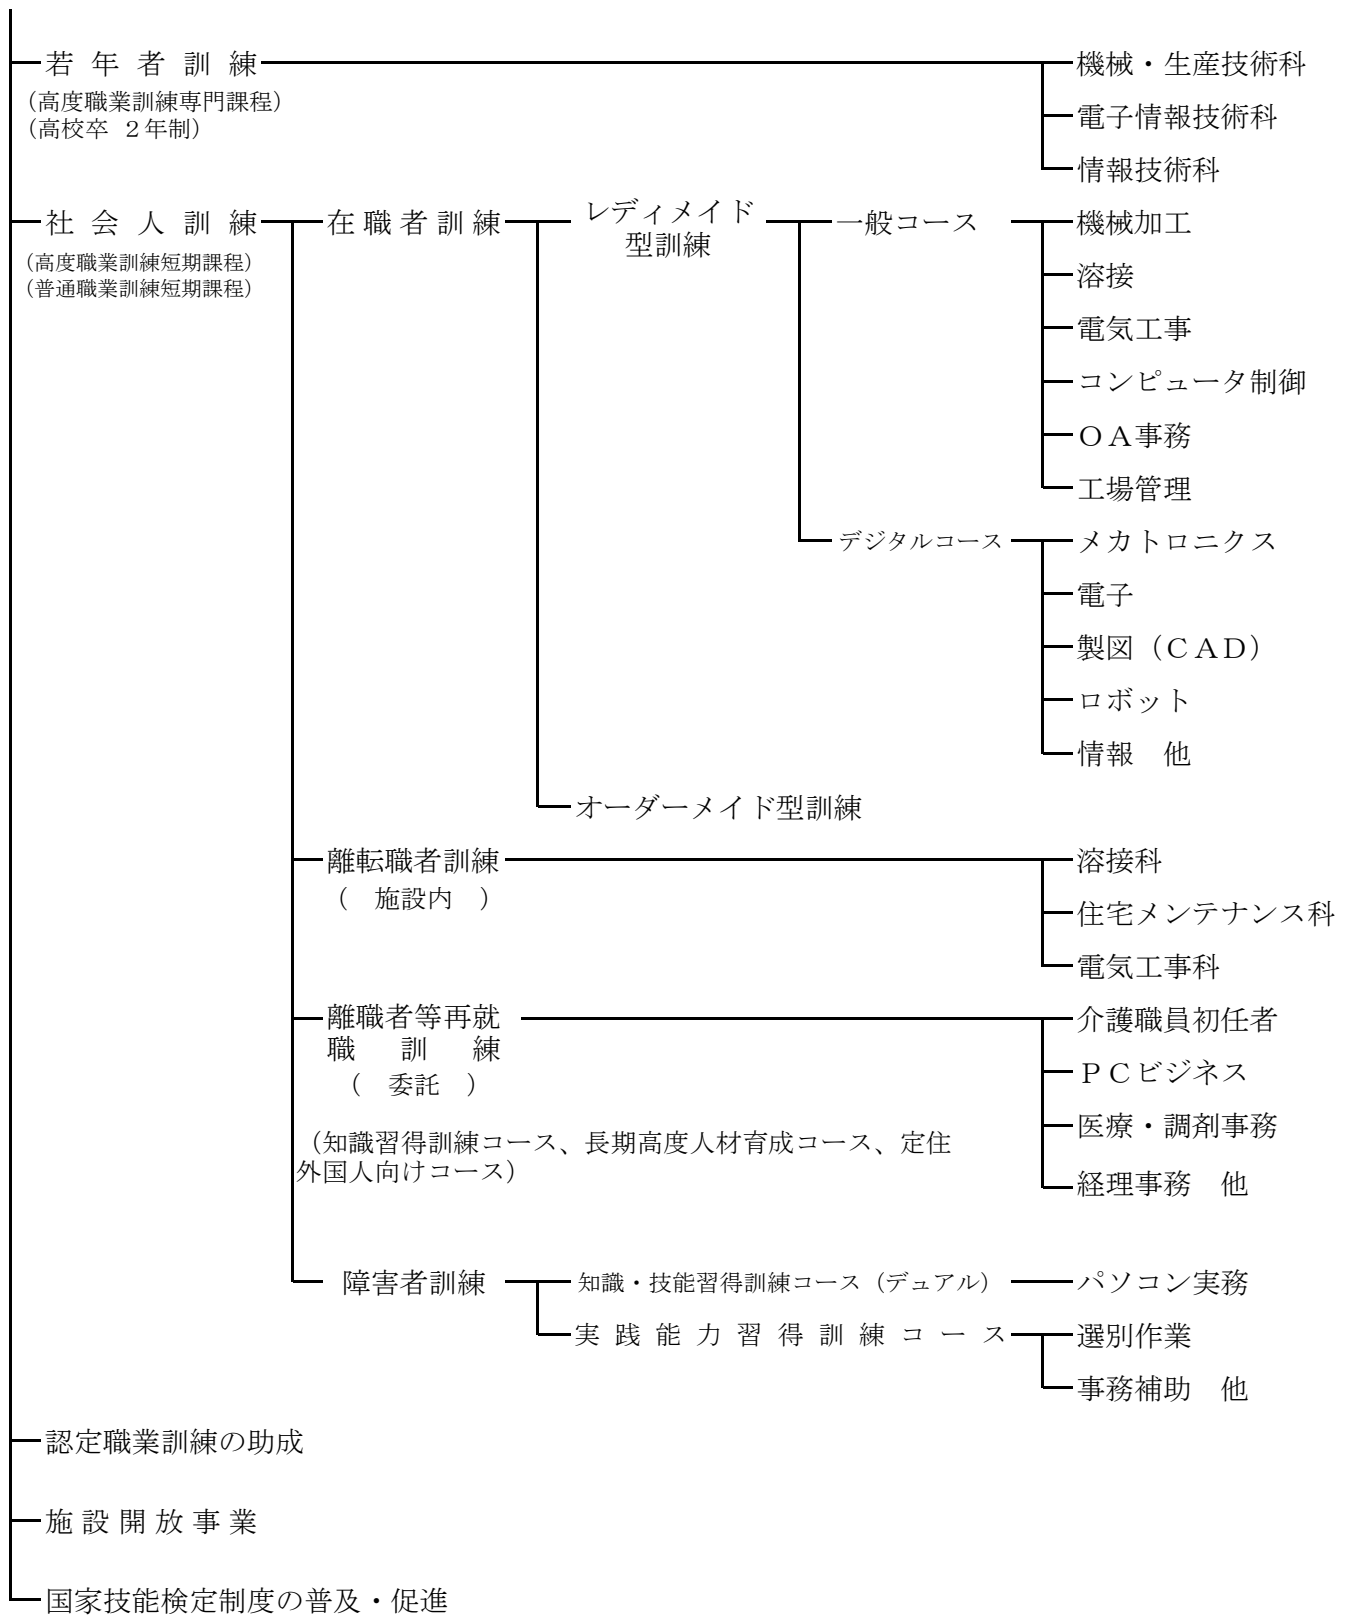 若年者訓練
（高度職業訓練専門課程）
（高校卒 ２年制）
機械・生産技術科
電子情報技術科
情報技術科
社会人訓練
（高度職業訓練短期課程）
（普通職業訓練短期課程）
在職者訓練
レディメイド
型訓練
一般コース
機械加工
溶接
電気工事
コンピュータ制御
ＯＡ事務
工場管理
デジタルコース
メカトロニクス
電子
製図（ＣＡＤ）
ロボット
情報　他
オーダーメイド型訓練
離転職者訓練
（　施設内　）
溶接科
住宅メンテナンス科
電気工事科
離職者等再就
職訓練
（　委託　）
（知識習得訓練コース、長期高度人材育成コース、定住
外国人向けコース）
介護職員初任者
ＰＣビジネス
医療・調剤事務
経理事務　他
障害者訓練
知識・技能習得訓練コース（デュアル）
パソコン実務
実践能力習得訓練コース
選別作業
事務補助　他
認定職業訓練の助成
施設開放事業
国家技能検定制度の普及・促進